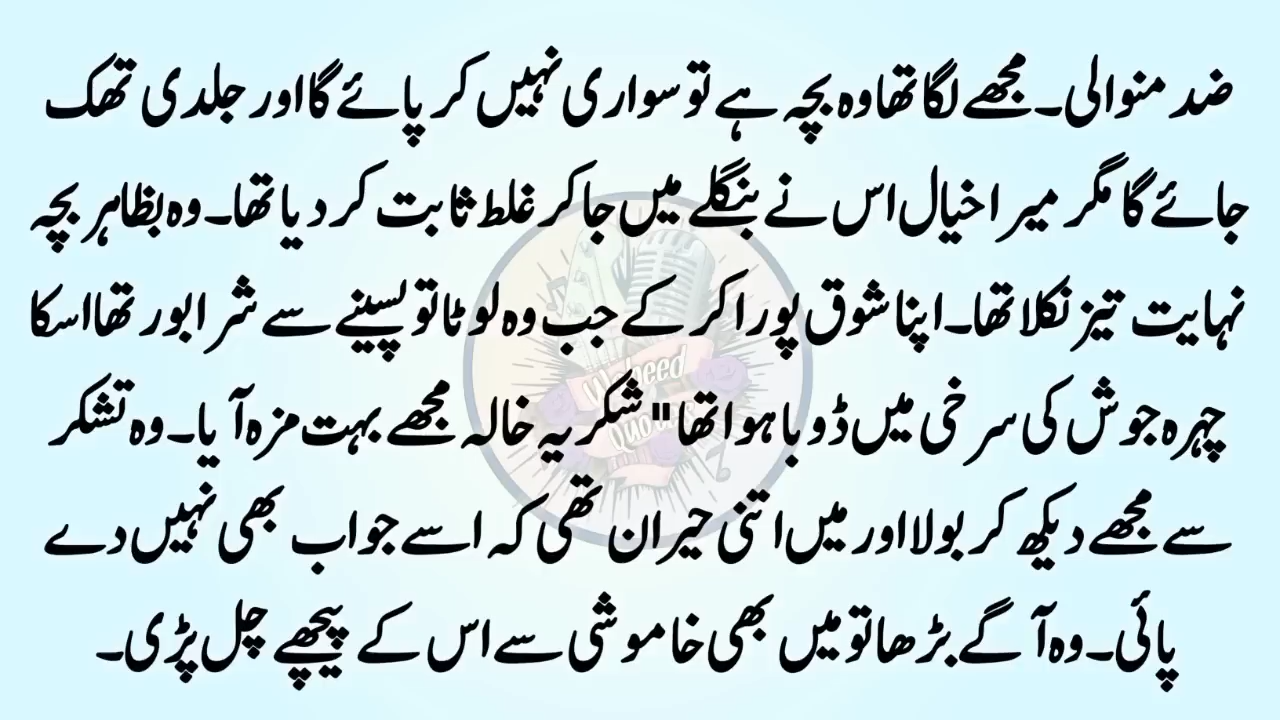 ضد منوالی۔ مجھے لگا تھا وہ بچہ ہے تو سواری نہیں کر پائے گا اور جلدی تھک
جائے گا مگر میرا خیال اس نے بنگلے میں جا کر غلط ثابت کر دیا تھا۔ وہ بظاہر بچہ
نہایت تیز نکلا تھا۔ اپنا شوق پورا کر کے جب وہ لوٹا تو پسینے سے شرابور تھا اسکا
چہرہ جوش کی سرخی میں ڈوبا ہوا تھا "شکریہ خالہ مجھے بہت مزہ آیا۔ وہ تشکر
سے مجھے دیکھ کر بولا اور میں اتنی حیران تھی کہ اسے جواب بھی نہیں دے
پائی۔ وہ آگے بڑھا تو میں بھی خاموشی سے اس کے پیچھے چل پڑی۔